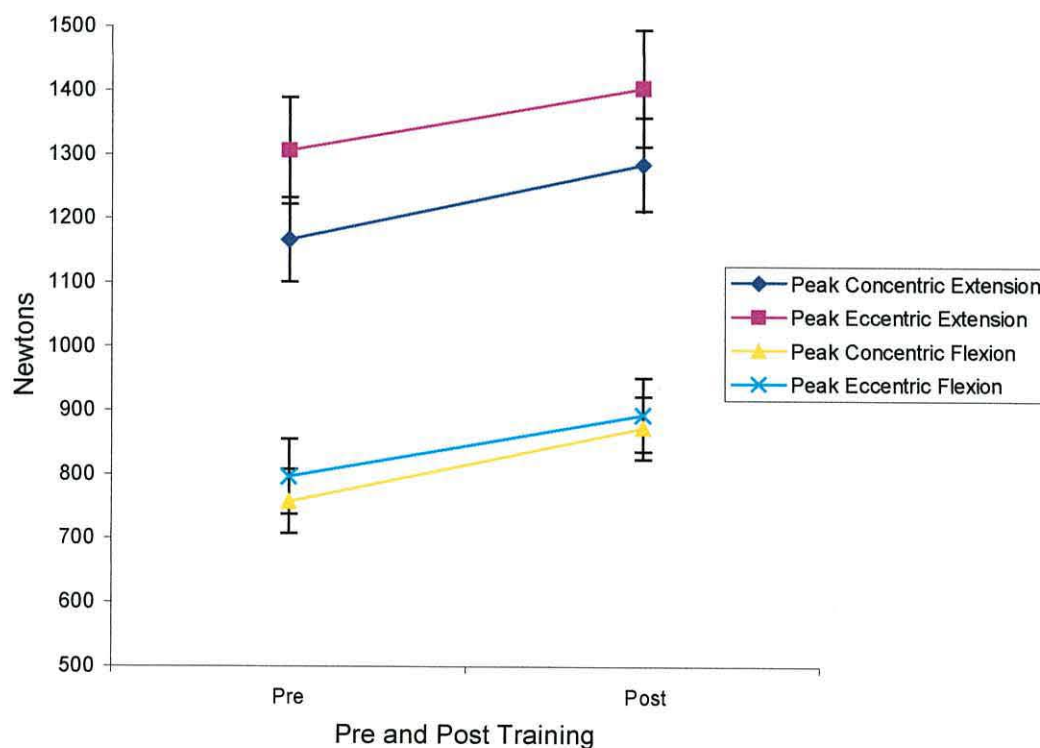 1500
1400
1300
1200
1100
1000
900
800
700
600
500
Newtons
Pre
Post
Pre and Post Training
Peak Concentric Extension
Peak Eccentric Extension
Peak Concentric Flexion
Peak Eccentric Flexion